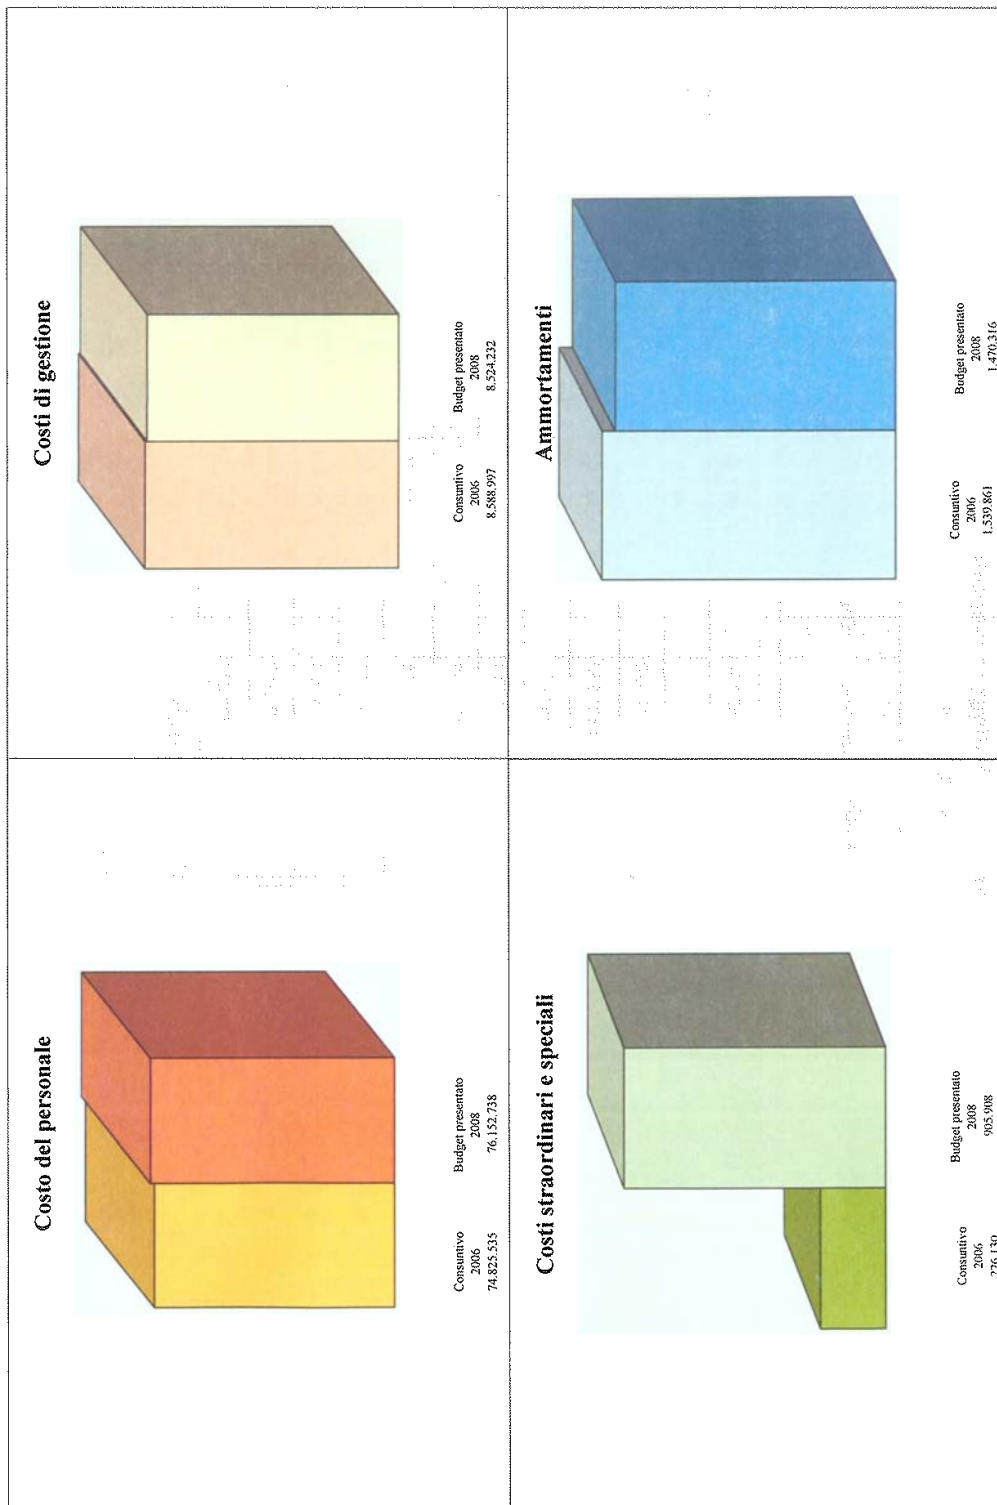 Costo del personale
Consuntivo
2006
74.825.535
Budget presentato
2008
76.152.738
Costi di gestione
Consuntivo
2006
8.588.997
Budget presentato
2008
8.524.232
Costi straordinari e speciali
Consuntivo
2006
Budget presentato
2008
905.908
Ammortamenti
Consuntivo
2006
1.539.861
Budget presentato
2008
1.470.316